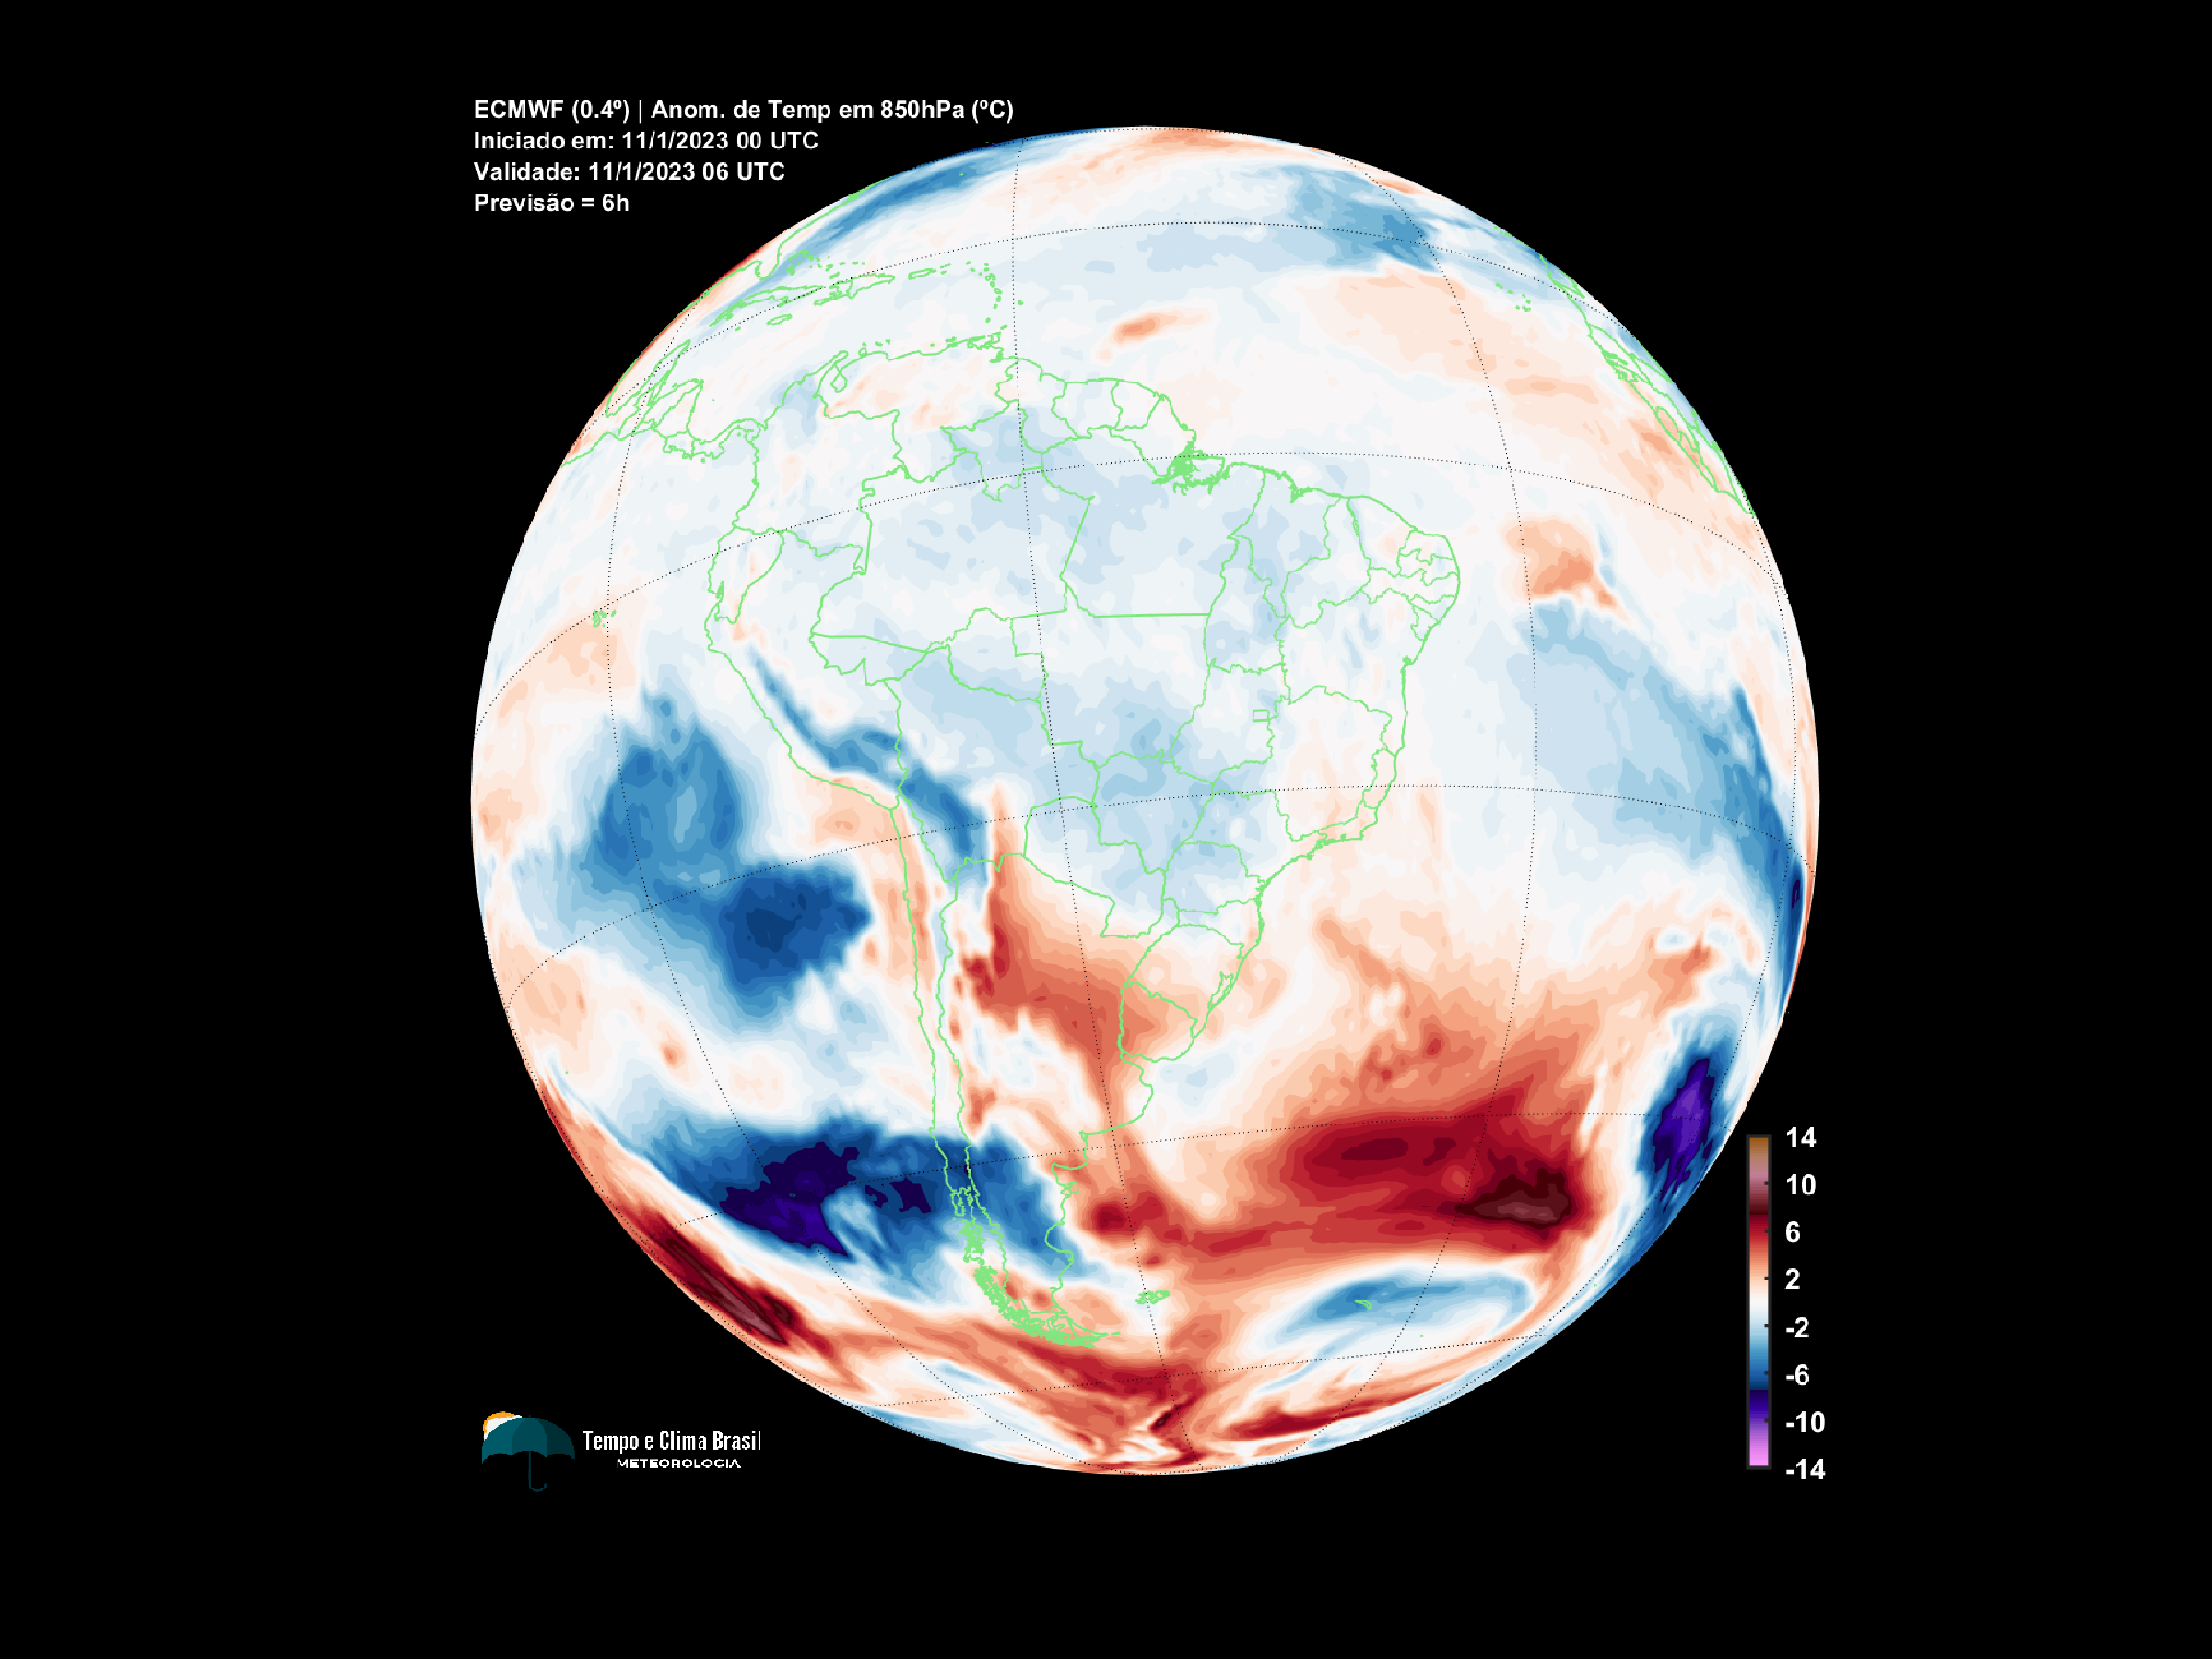 ECMWF (0.4º) | Anom. de Temp em 850hPa (ºC)
Iniciado em: 11/1/2023 00 UTC
Validade: 11/1/2023 06 UTC
Previsão = 6h
14
10
6
2
-2
-6
-10
-14
Tempo e Clima Brasil
METEOROLOGIA